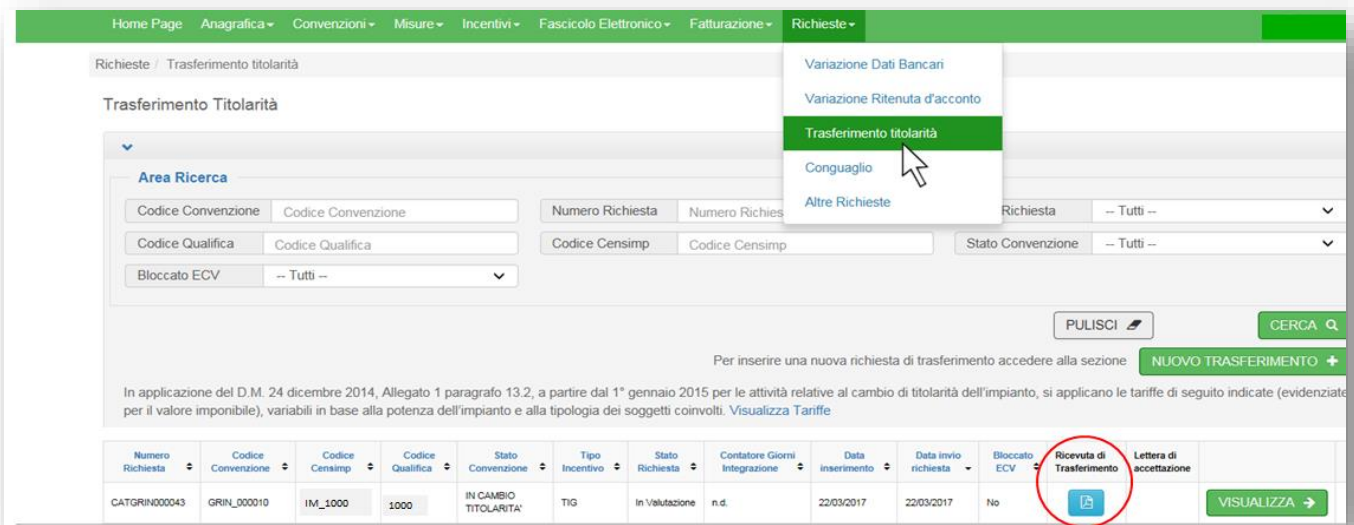 Home Page Anagrafica Convenzioni Misure Incentivi Fascicolo Elettronico Fatturazione Richieste
Richieste / Trasferimento titolarità
Variazione Dati Bancari
Variazione Ritenuta d'acconto
Trasferimento titolarità
Conguaglio
Altre Richieste
Trasferimento Titolarità
Area Ricerca
Codice Convenzione Codice Convenzione Numero Richiesta Numero Richies Richiesta -- Tutti --
Codice Qualifica Codice Qualifica Codice Censimp Codice Censimp Stato Convenzione -- Tutti --
Bloccato ECV -- Tutti --
PULISCI CERCA
Per inserire una nuova richiesta di trasferimento accedere alla sezione NUOVO TRASFERIMENTO +
In applicazione del D.M. 24 dicembre 2014, Allegato 1 paragrafo 13.2, a partire dal 1° gennaio 2015 per le attività relative al cambio di titolarità dell'impianto, si applicano le tariffe di seguito indicate (evidenziate
per il valore imponibile), variabili in base alla potenza dell'impianto e alla tipologia dei soggetti coinvolti. Visualizza Tariffe
Numero Richiesta Codice Convenzione Codice Censimp Codice Qualifica Stato Convenzione Tipo Incentivo Stato Richiesta Contatore Giorni Integrazione Data inserimento Data invio richiesta Bloccato ECV Ricevuta di Trasferimento Lettera di accettazione
CATGRIN000043 GRIN_000010 IM_1000 1000 IN CAMBIO TITOLARITA' TIG In Valutazione n.d. 22/03/2017 22/03/2017 No VISUALIZZA